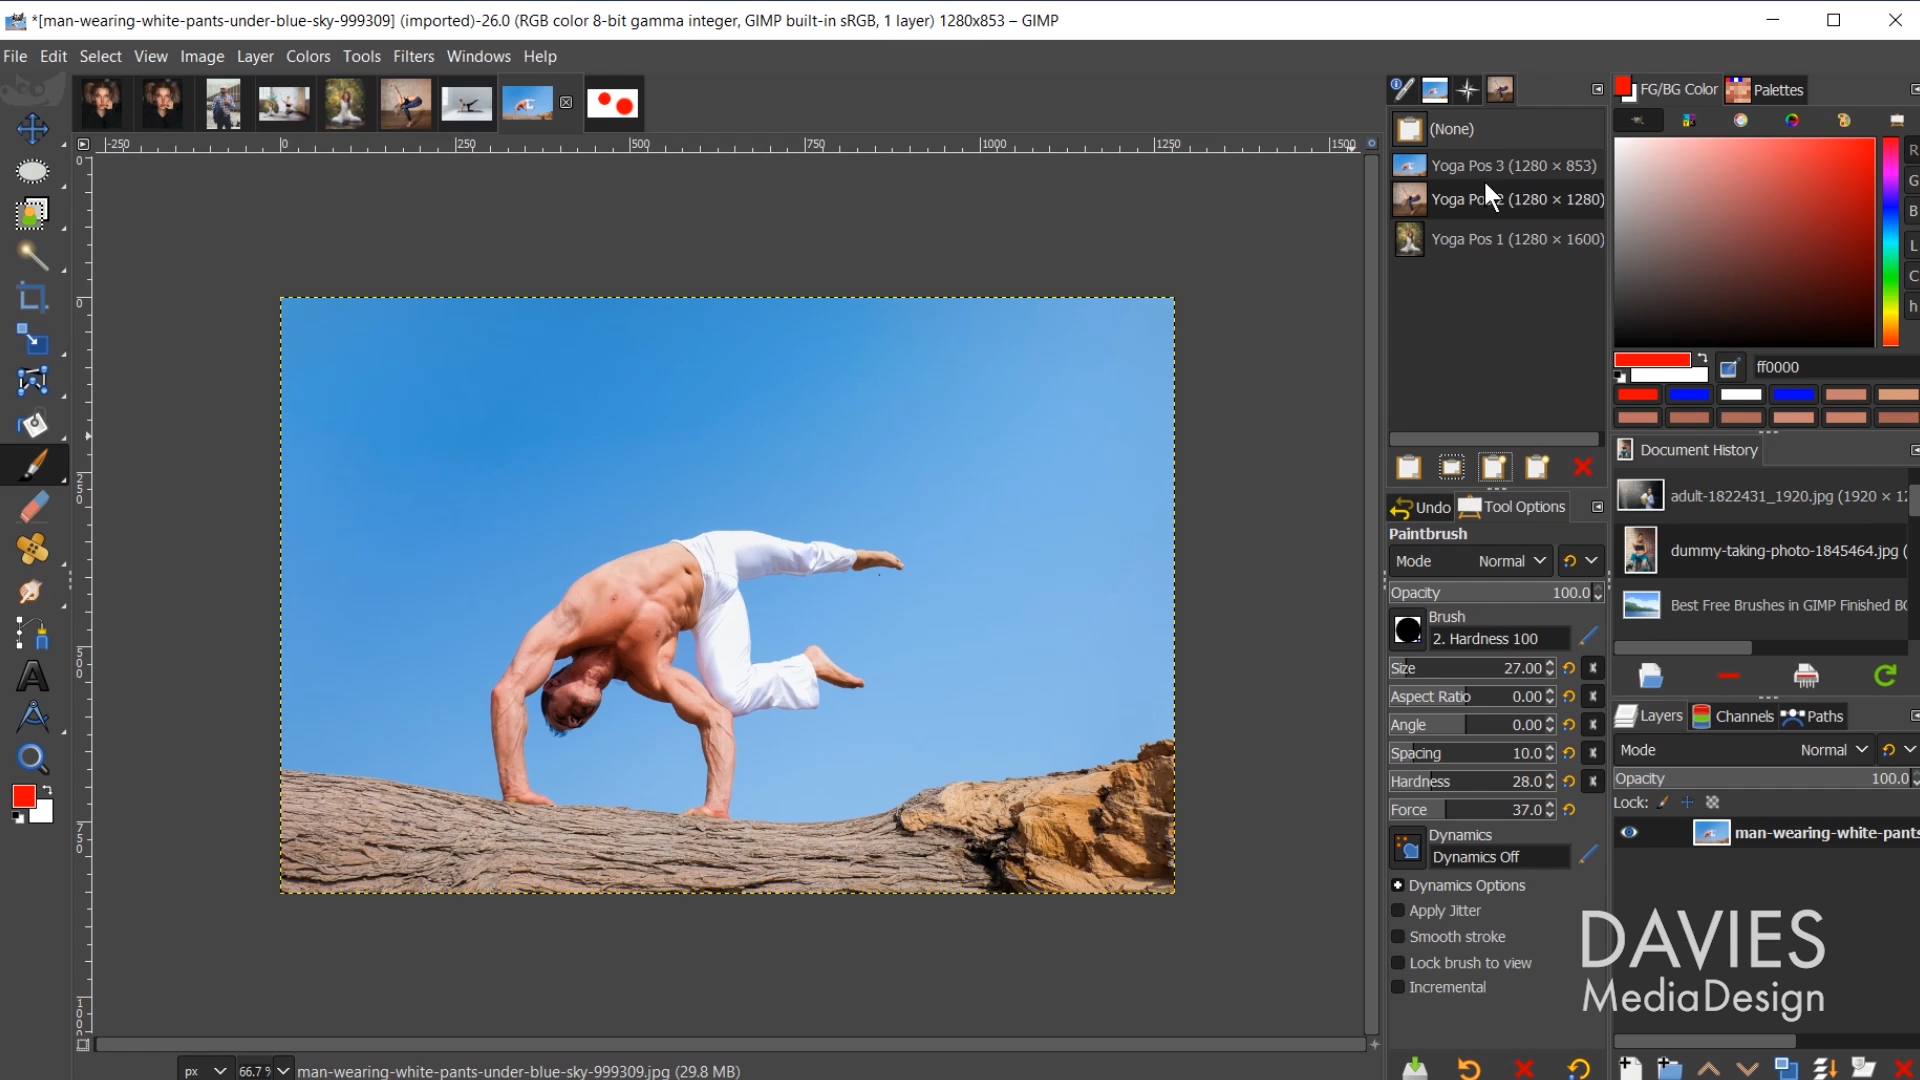 *[man-wearing-white-pants-under-blue-sky-999309] (imported)-26.0 (RGB color 8-bit gamma integer, GIMP built-in sRGB, 1 layer) 1280x853 – GIMP
File Edit Select View Image Layer Colors Tools Filters Windows Help
-250 0 250 500 750 1000 1250 1500
0
0
250
500
750
1000
(None)
Yoga Pos 3 (1280 × 853)
(1280 × 1280)
Yoga Pos 1 (1280 × 1600)
FG/BG Color Palettes
R
G
B
L
C
h
ff0000
Document History
adult-1822431_1920.jpg (1920 ×
dummy-taking-photo-1845464.jpg (
Best Free Brushes in GIMP Finished
Undo Tool Options
Paintbrush
Mode Normal
Opacity 100.0
Brush
2. Hardness 100
Size 27.00
Aspect Ratio 0.00
Angle 0.00
Spacing 10.0
Hardness 28.0
Force 37.0
Dynamics
Dynamics Off
Dynamics Options
Apply Jitter
Smooth stroke
Lock brush to view
Incremental
Layers Channels Paths
Mode Normal
Opacity 100.0
Lock:
man-wearing-white-pants
DAVIES
MediaDesign
px 66.7 man-wearing-white-pants-under-blue-sky-999309.jpg (29.8 MB)